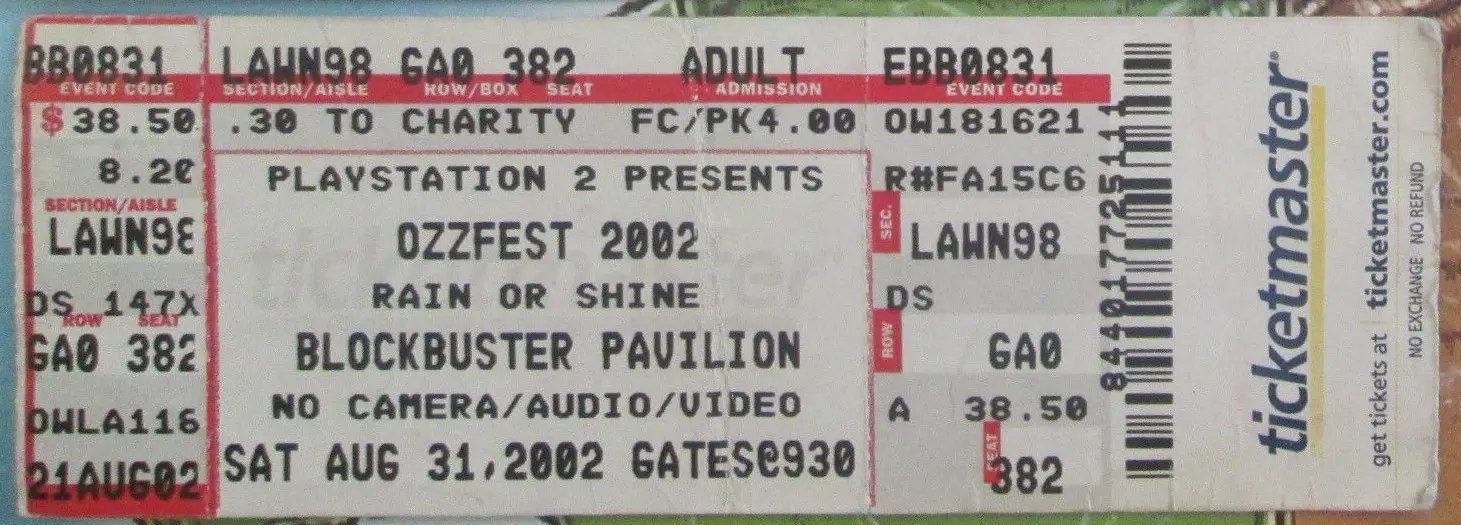 BB0831
EVENT CODE
$ 38.50
8.20
SECTION/AISLE
LAWN98
DS 147X
ROW SEAT
GA0 382
OWLA116
21AUG02
LAWN98 GA0 382 ADULT
SECTION/AISLE ROW/BOX SEAT ADMISSION
.30 TO CHARITY FC/PK4.00
PLAYSTATION 2 PRESENTS
OZZFEST 2002
RAIN OR SHINE
BLOCKBUSTER PAVILION
NO CAMERA/AUDIO/VIDEO
SAT AUG 31,2002 GATES@930
ticketmaster
EBB0831
EVENT CODE
OW181621
R#FA15C6
SEC.
LAWN98
DS
ROW
GA0
A 38.50
SEAT
382
844017725111
ticketmaster®
get tickets at ticketmaster.com
NO EXCHANGE NO REFUND